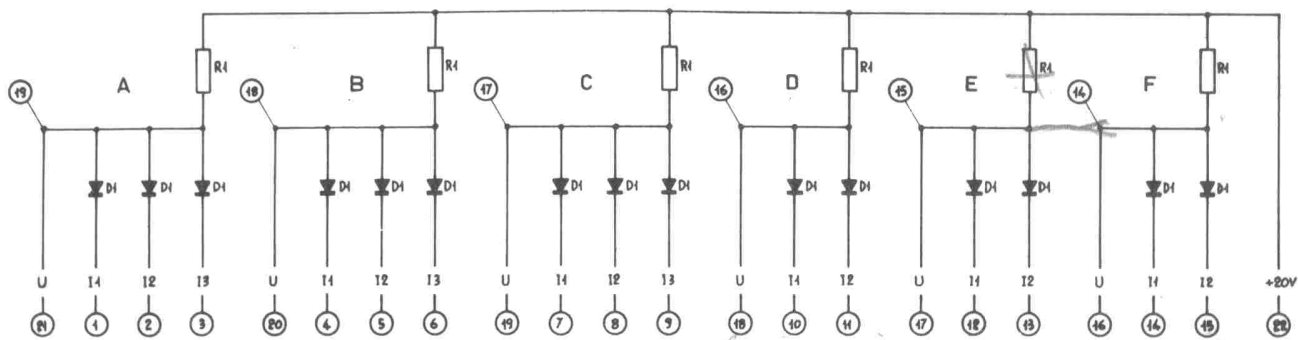 R1 R1 R1 R1 R1 R1
A B C D E F
19 18 17 16 15 14
D1 D1 D1 D1 D1 D1 D1 D1 D1 D1 D1 D1 D1 D1 D1
U I1 I2 I3 U I1 I2 I3 U I1 I2 I3 U I1 I2 U I1 I2 U I1 I2 +20V
21 1 2 3 20 4 5 6 19 7 8 9 18 10 11 17 12 13 16 14 15 22